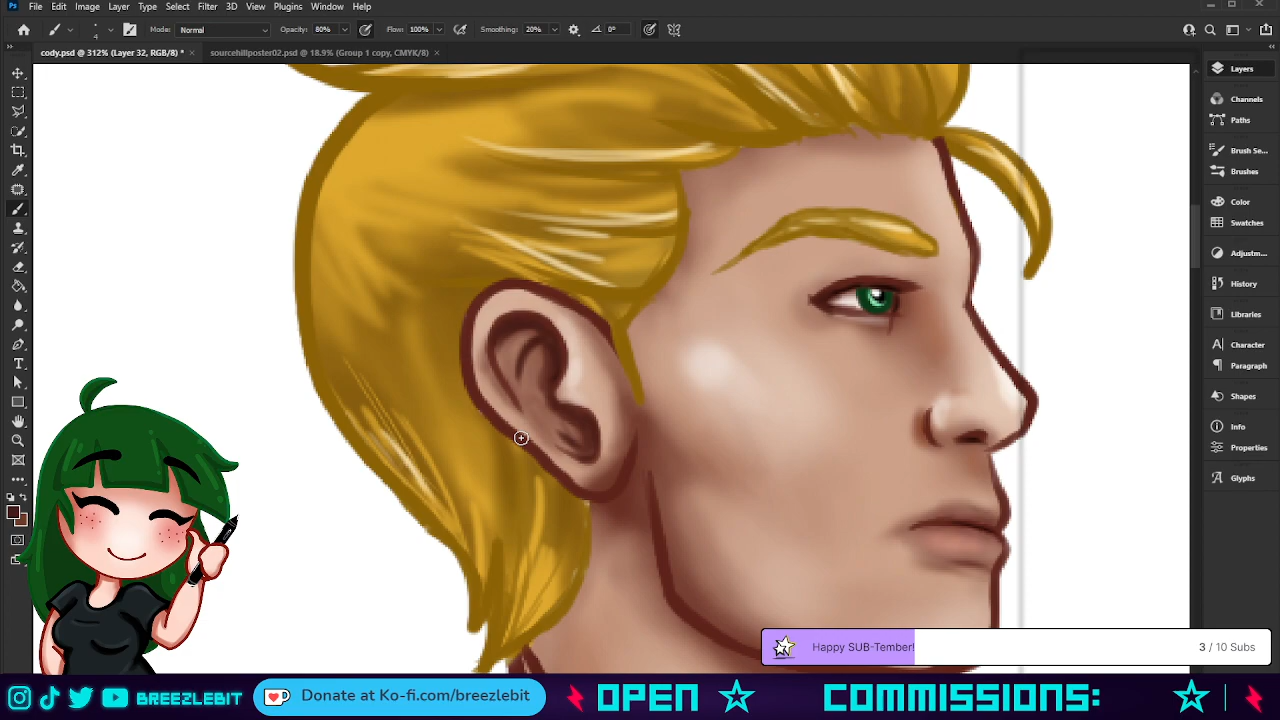 Ps File Edit Image Layer Type Select Filter 3D View Plugins Window Help
4 Mode: Normal Opacity: 80% Flow: 100% Smoothing: 20% 0°
cody.psd @ 312% (Layer 32, RGB/8) * × sourcehillposter02.psd @ 18.9% (Group 1 copy, CMYK/8) ×
Layers
Channels
Paths
Brush Se...
Brushes
Color
Swatches
Adjustm...
History
Libraries
Character
Paragraph
Shapes
Info
Properties
Glyphs
Happy SUB-Tember! 3 / 10 Subs
BREEZLEBIT Donate at Ko-fi.com/breezlebit OPEN COMMISSIONS: